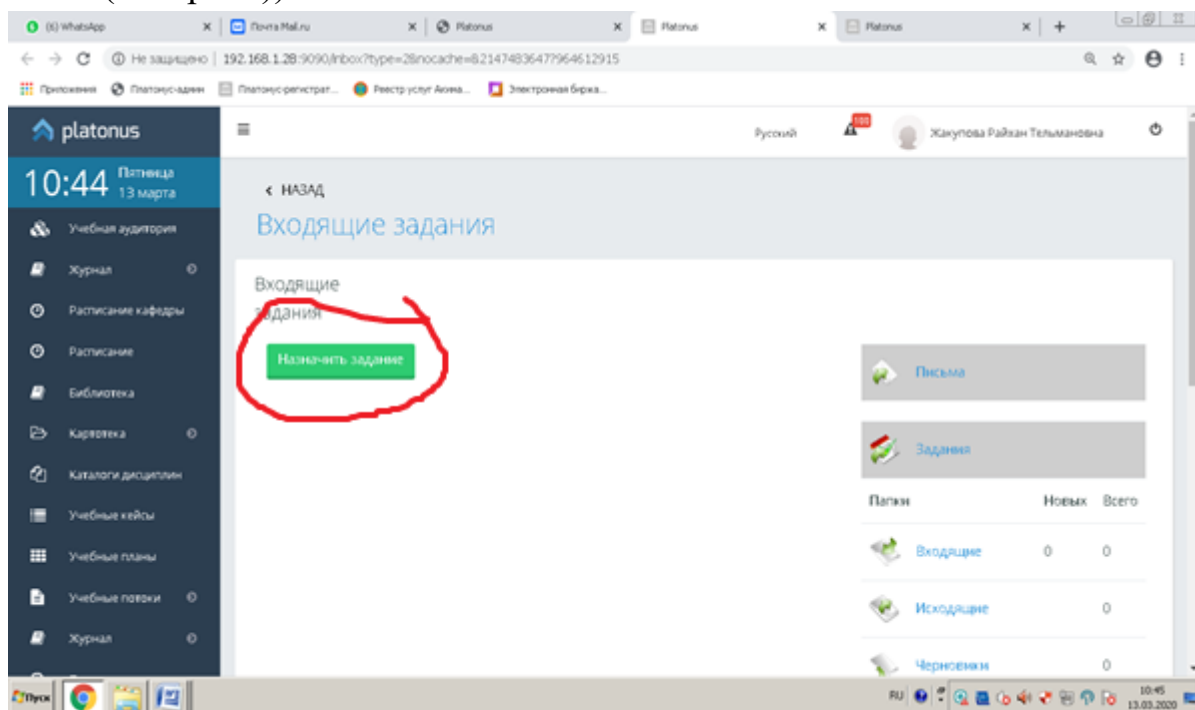 (6) WhatsApp
Почта Mail.ru
Platonus
Platonus
Platonus
Не защищено
192.168.1.28:9090/inbox?type=2&nocache=&2147483647?964612915
Приложения
Платонус-админ
Платонус-регистрат...
Реестр услуг Акима...
Электронная биржа...
platonus
Русский
100
Жакупова Райхан Тельмановна
10:44
Пятница
13 марта
НАЗАД
Входящие задания
Учебная аудитория
Журнал
Расписание кафедры
Расписание
Библиотека
Картотека
Каталоги дисциплин
Учебные кейсы
Учебные планы
Учебные потоки
Журнал
Входящие
задания
Назначить задание
Письма
Задания
Папки Новых Всего
Входящие 0 0
Исходящие 0
Черновики 0
Пуск
RU
10:45
13.03.2020